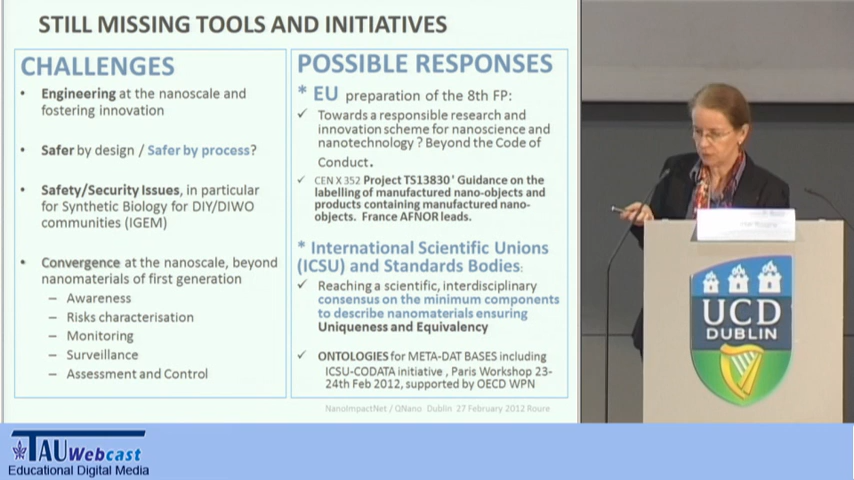 STILL MISSING TOOLS AND INITIATIVES
CHALLENGES
• Engineering at the nanoscale and
fostering innovation
• Safer by design / Safer by process?
• Safety/Security Issues, in particular
for Synthetic Biology for DIY/DIWO
communities (IGEM)
• Convergence at the nanoscale, beyond
nanomaterials of first generation
– Awareness
– Risks characterisation
– Monitoring
– Surveillance
– Assessment and Control
POSSIBLE RESPONSES
* EU preparation of the 8th FP:
✓ Towards a responsible research and
innovation scheme for nanoscience and
nanotechnology ? Beyond the Code of
Conduct.
✓ CEN X 352 Project TS13830' Guidance on the
labelling of manufactured nano-objects and
products containing manufactured nano-
objects. France AFNOR leads.
* International Scientific Unions
(ICSU) and Standards Bodies:
✓ Reaching a scientific, interdisciplinary
consensus on the minimum components
to describe nanomaterials ensuring
Uniqueness and Equivalency
✓ ONTOLOGIES for META-DAT BASES including
ICSU-CODATA initiative , Paris Workshop 23-
24th Feb 2012, supported by OECD WPN
NanoImpactNet / QNano Dublin 27 February 2012 Roure
UCD
DUBLIN
TAU Webcast
Educational Digital Media